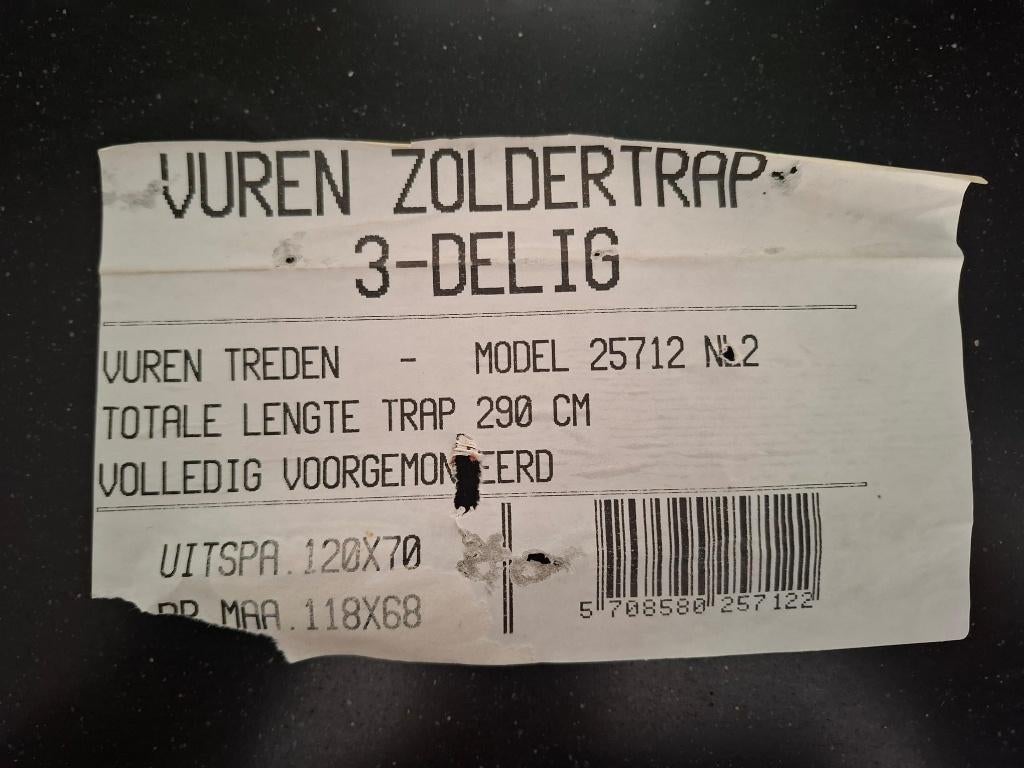 VUREN ZOLDERTRAP
3-DELIG
VUREN TREDEN - MODEL 25712
TOTALE LENGTE TRAP 290 CM
VOLLEDIG
UITSPA.120X70
MAA.118X68
5 708580 257122